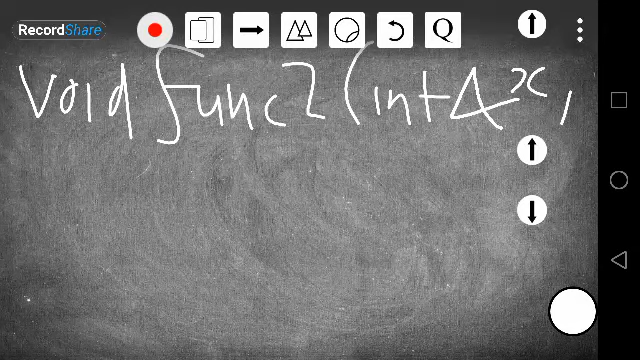 RecordShare
Q
void func2(int &x,